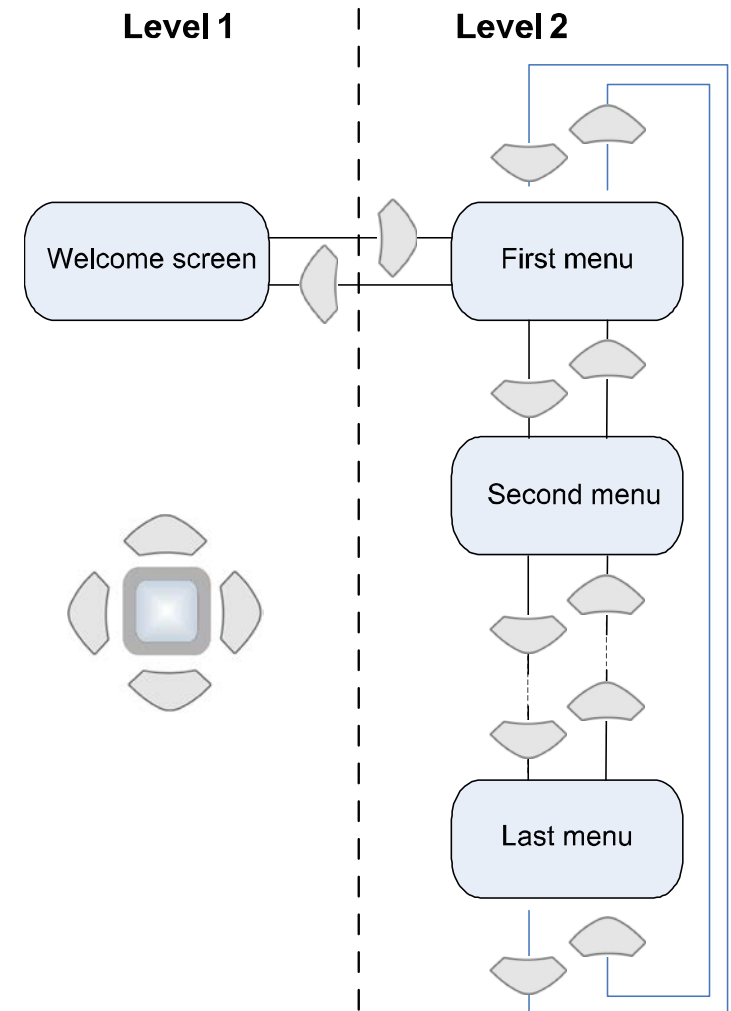 Level 1
Level 2
Welcome screen
First menu
Second menu
Last menu